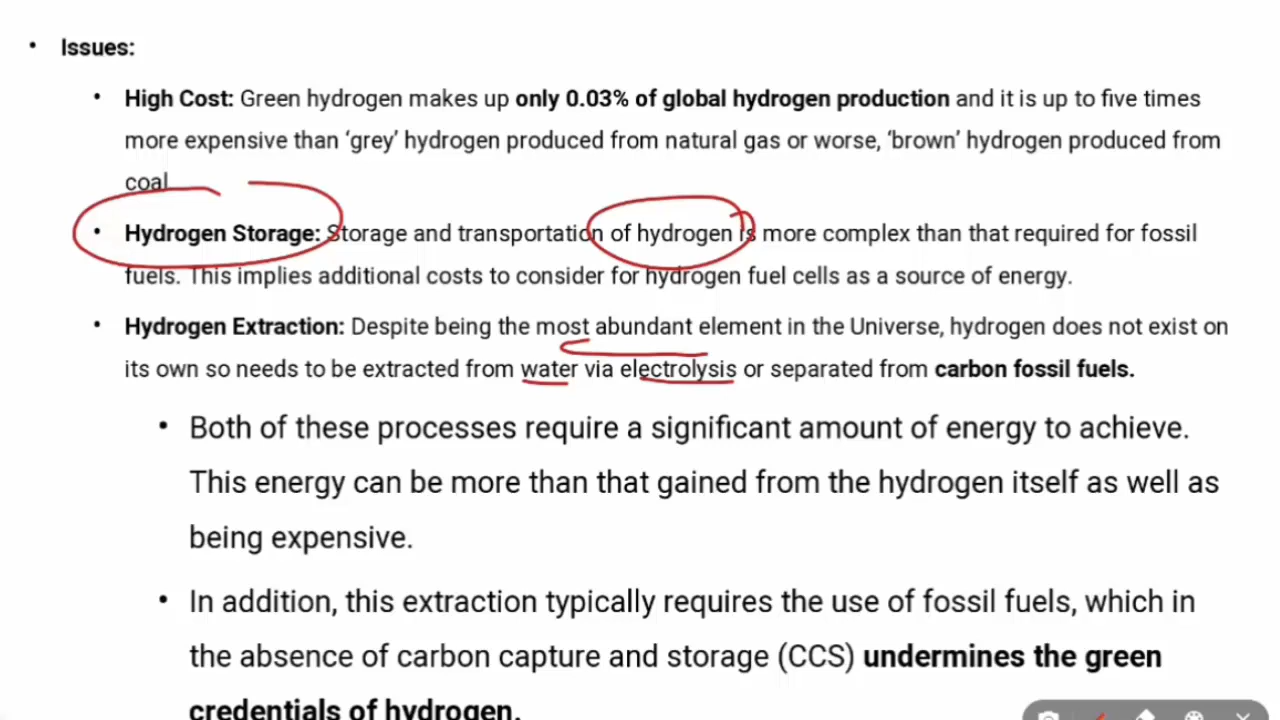 • Issues:
• High Cost: Green hydrogen makes up only 0.03% of global hydrogen production and it is up to five times
more expensive than ‘grey’ hydrogen produced from natural gas or worse, ‘brown’ hydrogen produced from
coal
• Hydrogen Storage: Storage and transportation of hydrogen is more complex than that required for fossil
fuels. This implies additional costs to consider for hydrogen fuel cells as a source of energy.
• Hydrogen Extraction: Despite being the most abundant element in the Universe, hydrogen does not exist on
its own so needs to be extracted from water via electrolysis or separated from carbon fossil fuels.
• Both of these processes require a significant amount of energy to achieve.
This energy can be more than that gained from the hydrogen itself as well as
being expensive.
• In addition, this extraction typically requires the use of fossil fuels, which in
the absence of carbon capture and storage (CCS) undermines the green
credentials of hydrogen.